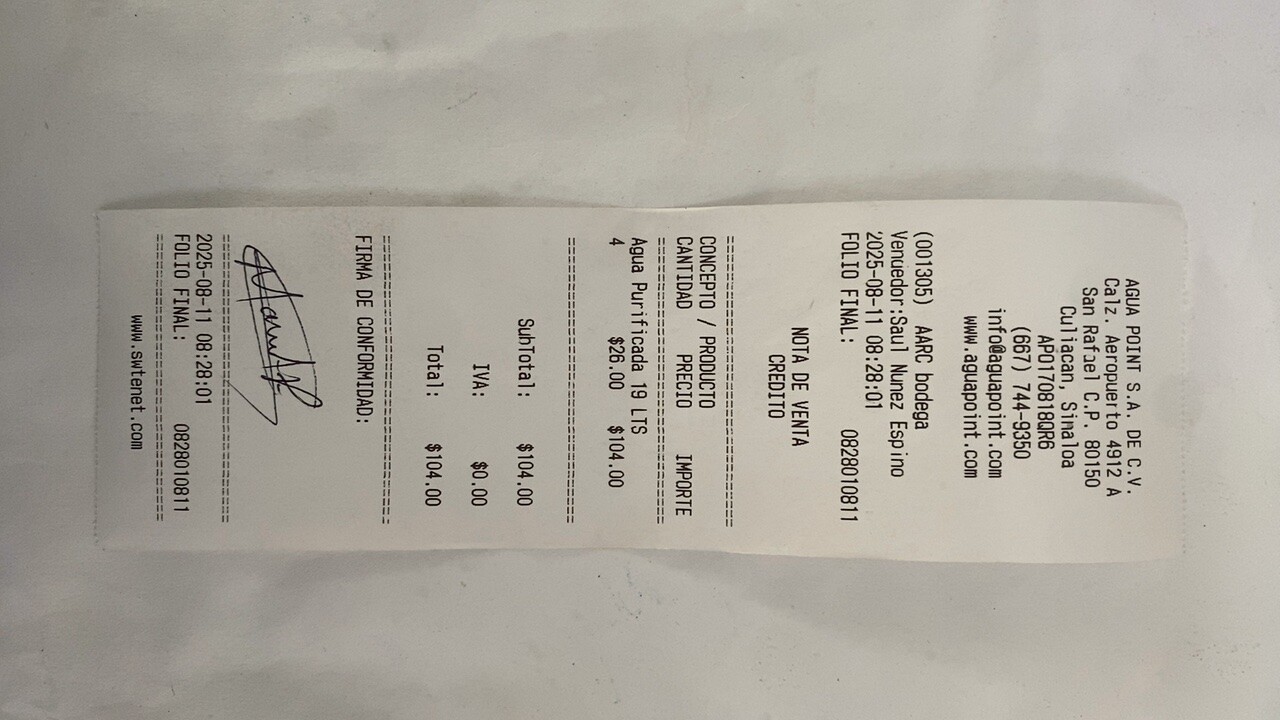 AGUA POINT S.A. DE C.V.
Calz. Aeropuerto 4912 A
San Rafael C.P. 80150
Culiacan, Sinaloa
APO170818QR6
(667) 744-9350
info@aguapoint.com
www.aguapoint.com
(001305) AARC bodega
Venuedor:Saul Nunez Espino
2025-08-11 08:28:01
FOLIO FINAL: 0828010811
NOTA DE VENTA
CREDITO
==============================
CONCEPTO / PRODUCTO
CANTIDAD PRECIO IMPORTE
==============================
Agua Purificada 19 LTS
4 $26.00 $104.00
==============================
SubTotal: $104.00
IVA: $0.00
Total: $104.00
==============================
FIRMA DE CONFORMIDAD:
==============================
2025-08-11 08:28:01
FOLIO FINAL: 0828010811
==============================
www.swtenet.com